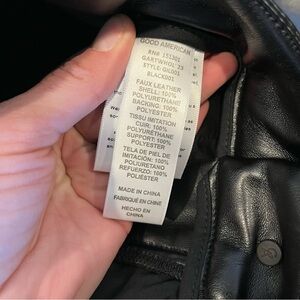 GOOD AMERICAN
RN# 151301
STYLE:
BLACK001
FAUX LEATHER
SHELL: 100%
POLYURETHANE
BACKING: 100%
POLYESTER
TISSU IMITATION
CUIR: 100%
POLYURÉTHANE
SUPPORT: 100%
POLYESTER
TELA DE PIEL DE
IMITACIÓN: 100%
POLIURETANO
REFUERZO: 100%
POLIÉSTER
MADE IN CHINA
FABRIQUÉ EN CHINE
HECHO EN
CHINA